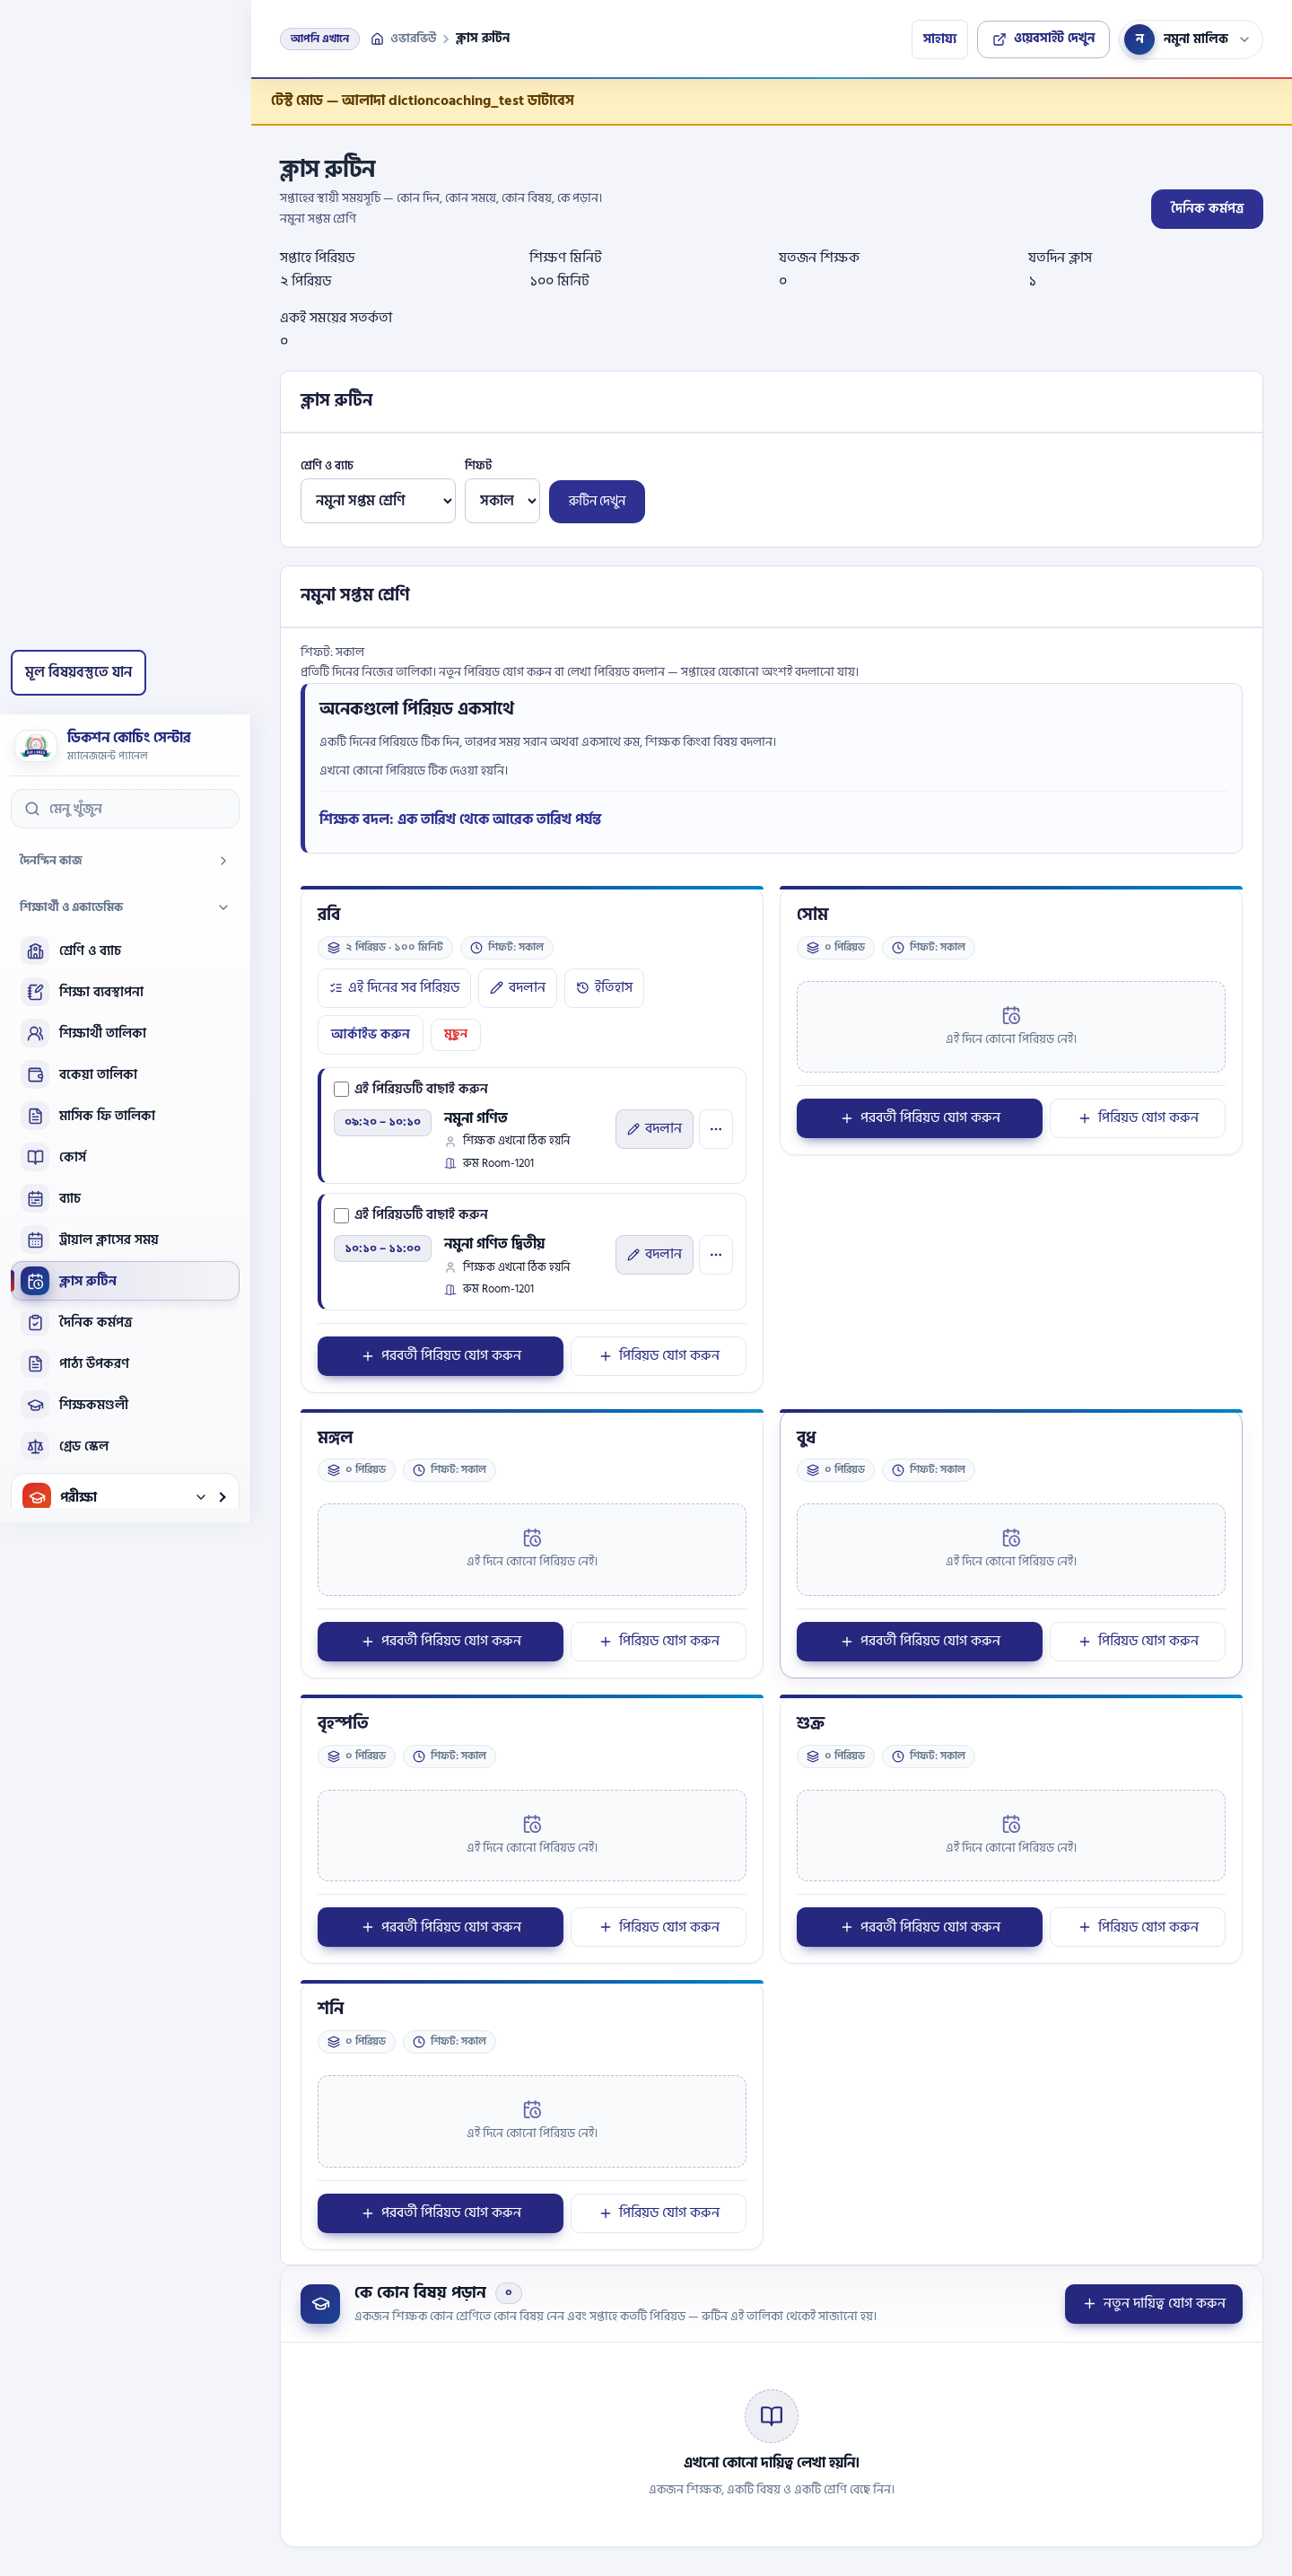 আপনি এখানে
ওভারভিউ
ক্লাস রুটিন
সাহায্য
ওয়েবসাইট দেখুন
ন
নমুনা মালিক
টেস্ট মোড — আলাদা dictioncoaching_test ডাটাবেস
ক্লাস রুটিন
সপ্তাহের স্থায়ী সময়সূচি — কোন দিন, কোন সময়ে, কোন বিষয়, কে পড়ান।
নমুনা সপ্তম শ্রেণি
দৈনিক কর্মপত্র
সপ্তাহে পিরিয়ড
২ পিরিয়ড
শিক্ষণ মিনিট
১০০ মিনিট
যতজন শিক্ষক
০
যতদিন ক্লাস
১
একই সময়ের সতর্কতা
০
ক্লাস রুটিন
শ্রেণি ও ব্যাচ
নমুনা সপ্তম শ্রেণি
শিফট
সকাল
রুটিন দেখুন
নমুনা সপ্তম শ্রেণি
শিফট: সকাল
প্রতিটি দিনের নিজের তালিকা। নতুন পিরিয়ড যোগ করুন বা লেখা পিরিয়ড বদলান — সপ্তাহের যেকোনো অংশই বদলানো যায়।
অনেকগুলো পিরিয়ড একসাথে
একটি দিনের পিরিয়ডে টিক দিন, তারপর সময় সরান অথবা একসাথে রুম, শিক্ষক কিংবা বিষয় বদলান।
এখনো কোনো পিরিয়ডে টিক দেওয়া হয়নি।
শিক্ষক বদল: এক তারিখ থেকে আরেক তারিখ পর্যন্ত
রবি
২ পিরিয়ড · ১০০ মিনিট
শিফট: সকাল
এই দিনের সব পিরিয়ড
বদলান
ইতিহাস
আর্কাইভ করুন
মুছুন
এই পিরিয়ডটি বাছাই করুন
০৯:২০ – ১০:১০
নমুনা গণিত
শিক্ষক এখনো ঠিক হয়নি
রুম Room-1201
বদলান
এই পিরিয়ডটি বাছাই করুন
১০:১০ – ১১:০০
নমুনা গণিত দ্বিতীয়
শিক্ষক এখনো ঠিক হয়নি
রুম Room-1201
বদলান
পরবর্তী পিরিয়ড যোগ করুন
পিরিয়ড যোগ করুন
সোম
০ পিরিয়ড
শিফট: সকাল
এই দিনে কোনো পিরিয়ড নেই।
পরবর্তী পিরিয়ড যোগ করুন
পিরিয়ড যোগ করুন
মঙ্গল
০ পিরিয়ড
শিফট: সকাল
এই দিনে কোনো পিরিয়ড নেই।
পরবর্তী পিরিয়ড যোগ করুন
পিরিয়ড যোগ করুন
বুধ
০ পিরিয়ড
শিফট: সকাল
এই দিনে কোনো পিরিয়ড নেই।
পরবর্তী পিরিয়ড যোগ করুন
পিরিয়ড যোগ করুন
বৃহস্পতি
০ পিরিয়ড
শিফট: সকাল
এই দিনে কোনো পিরিয়ড নেই।
পরবর্তী পিরিয়ড যোগ করুন
পিরিয়ড যোগ করুন
শুক্র
০ পিরিয়ড
শিফট: সকাল
এই দিনে কোনো পিরিয়ড নেই।
পরবর্তী পিরিয়ড যোগ করুন
পিরিয়ড যোগ করুন
শনি
০ পিরিয়ড
শিফট: সকাল
এই দিনে কোনো পিরিয়ড নেই।
পরবর্তী পিরিয়ড যোগ করুন
পিরিয়ড যোগ করুন
কে কোন বিষয় পড়ান
০
একজন শিক্ষক কোন শ্রেণিতে কোন বিষয় নেন এবং সপ্তাহে কতটি পিরিয়ড — রুটিন এই তালিকা থেকেই সাজানো হয়।
নতুন দায়িত্ব যোগ করুন
এখনো কোনো দায়িত্ব লেখা হয়নি।
একজন শিক্ষক, একটি বিষয় ও একটি শ্রেণি বেছে নিন।
মূল বিষয়বস্তুতে যান
ডিকশন কোচিং সেন্টার
ম্যানেজমেন্ট প্যানেল
মেনু খুঁজুন
দৈনন্দিন কাজ
শিক্ষার্থী ও একাডেমিক
শ্রেণি ও ব্যাচ
শিক্ষা ব্যবস্থাপনা
শিক্ষার্থী তালিকা
বকেয়া তালিকা
মাসিক ফি তালিকা
কোর্স
ব্যাচ
ট্রায়াল ক্লাসের সময়
ক্লাস রুটিন
দৈনিক কর্মপত্র
পাঠ্য উপকরণ
শিক্ষকমণ্ডলী
গ্রেড স্কেল
পরীক্ষা